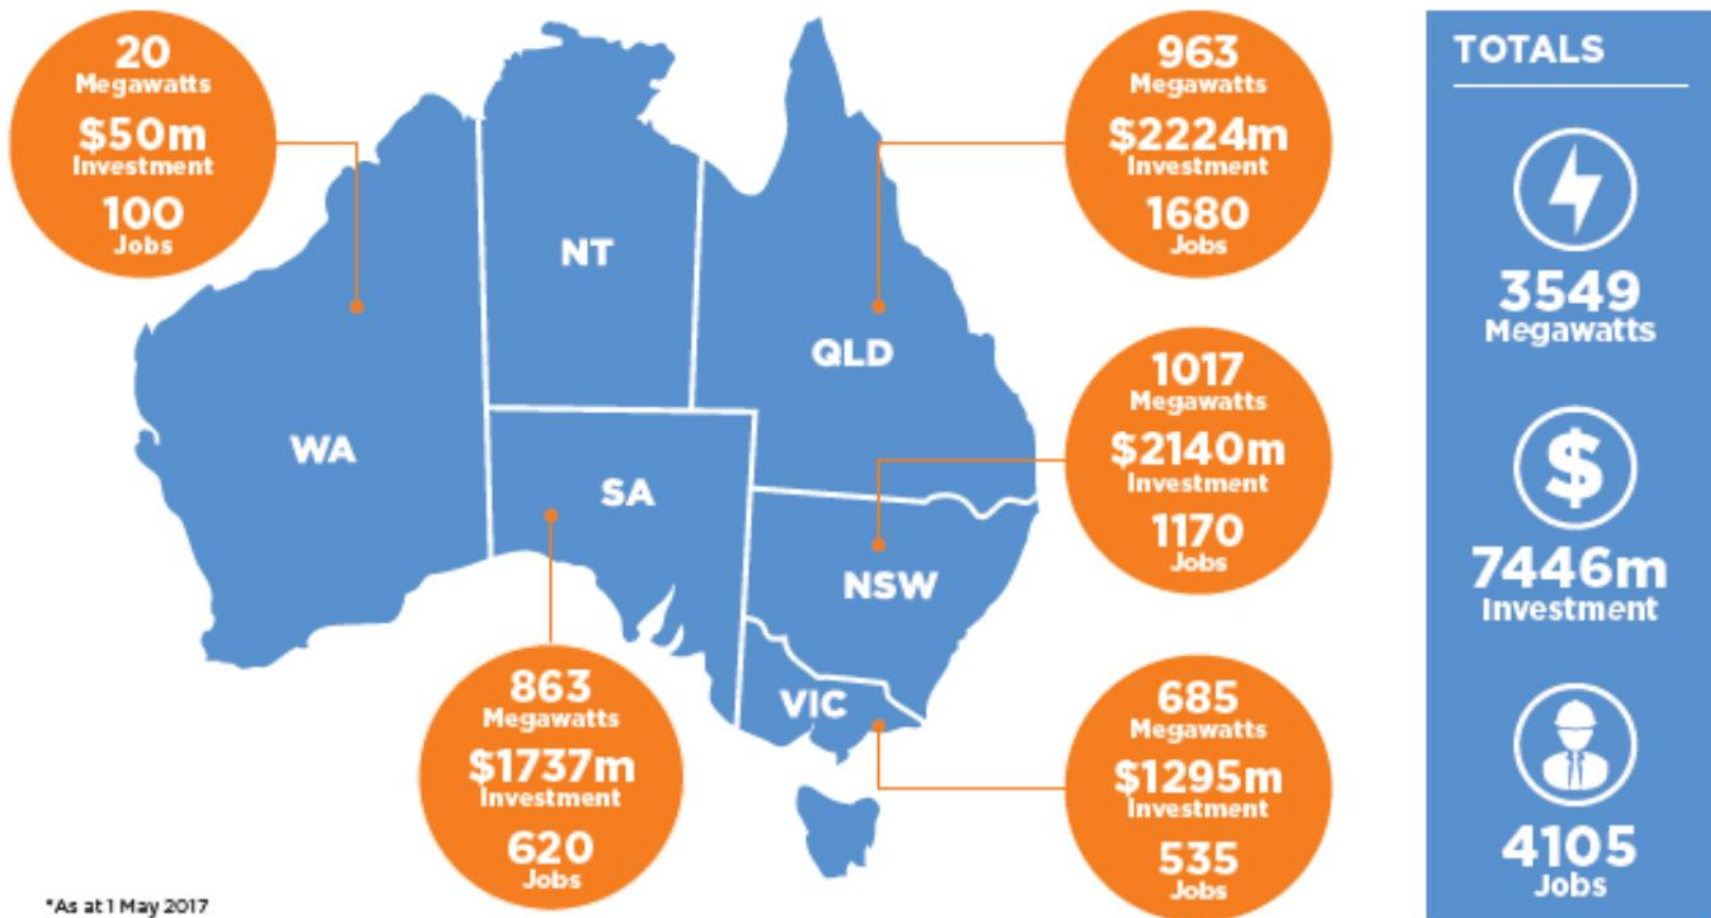 20
Megawatts
$50m
Investment
100
Jobs
963
Megawatts
$2224m
Investment
1680
Jobs
NT
QLD
WA
SA
NSW
VIC
1017
Megawatts
$2140m
Investment
1170
Jobs
863
Megawatts
$1737m
Investment
620
Jobs
685
Megawatts
$1295m
Investment
535
Jobs
TOTALS
3549
Megawatts
$
7446m
Investment
4105
Jobs
*As at 1 May 2017